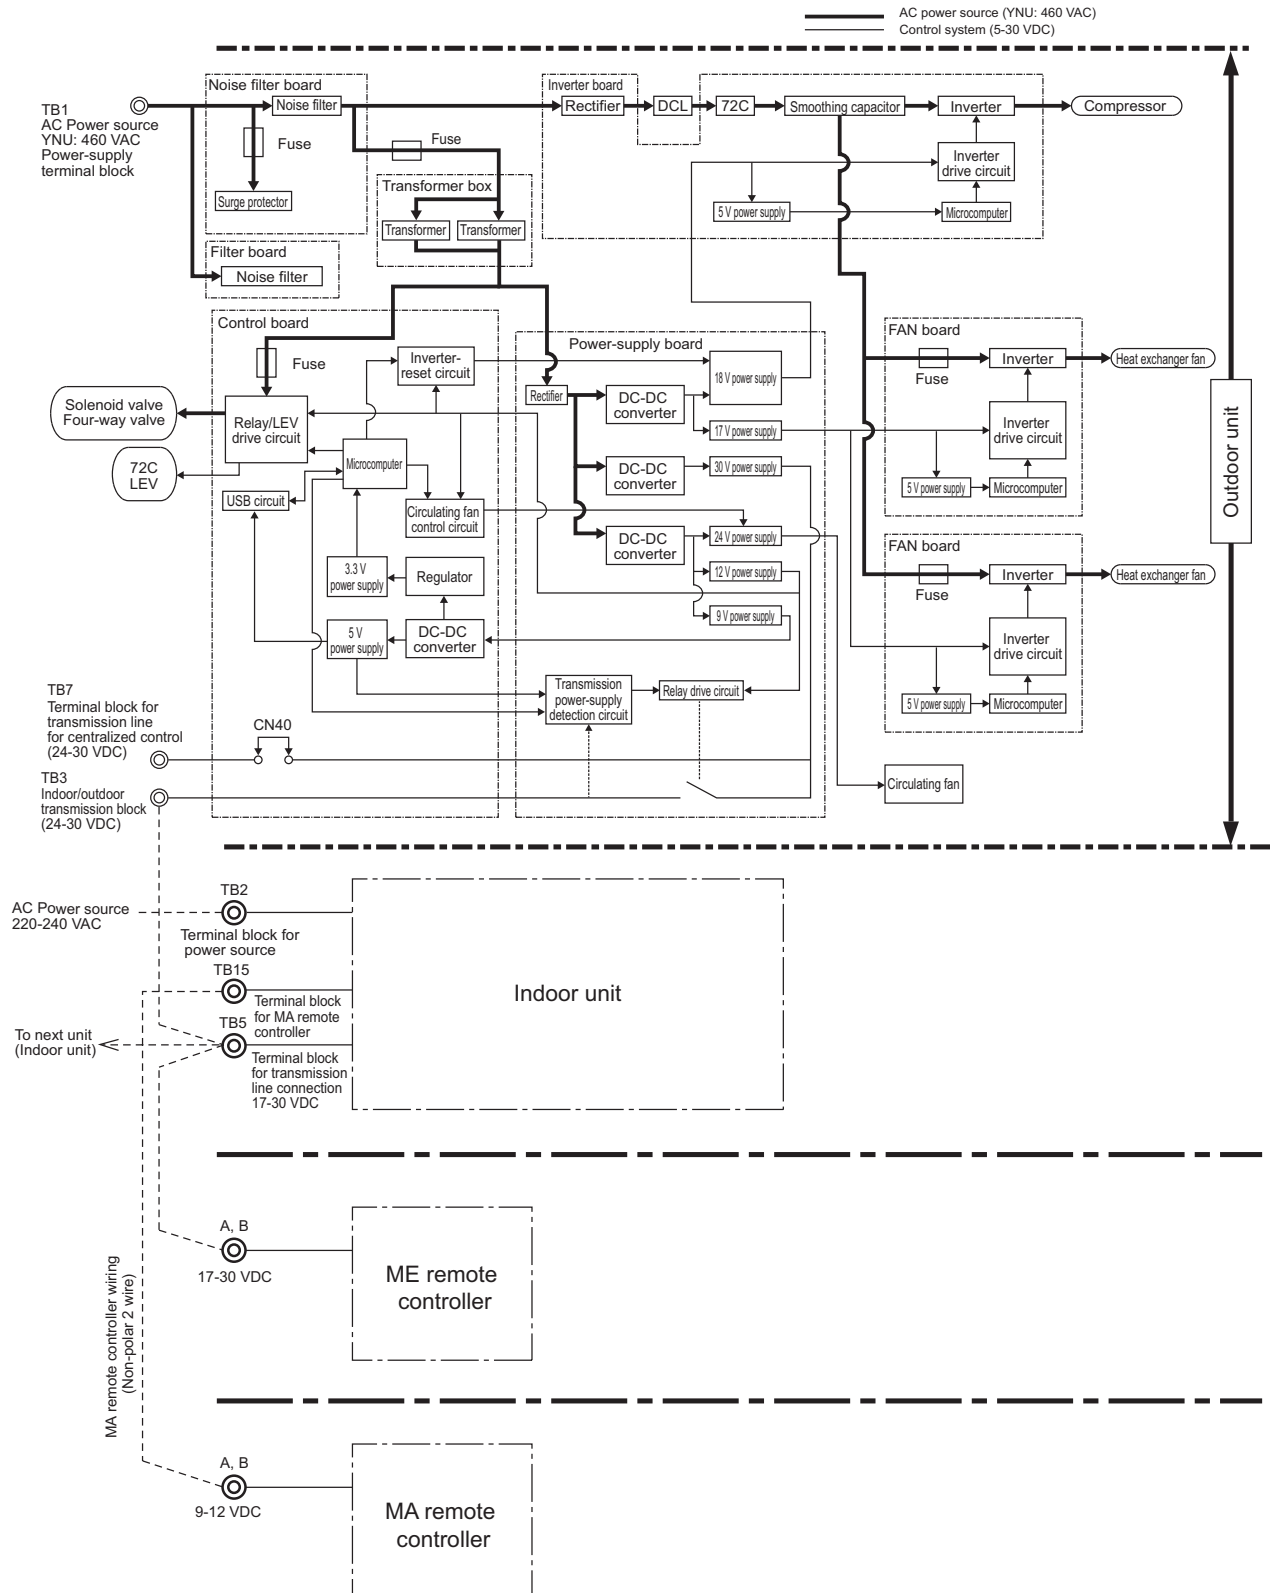 AC power source (YNU: 460 VAC)
Control system (5-30 VDC)
Noise filter board
Inverter board
TB1
AC Power source
YNU: 460 VAC
Power-supply
terminal block
Noise filter
Rectifier
DCL
72C
Smoothing capacitor
Inverter
Compressor
Fuse
Fuse
Inverter
drive circuit
Transformer box
Surge protector
5 V power supply
Microcomputer
Transformer
Transformer
Filter board
Noise filter
Control board
Power-supply board
FAN board
Fuse
Inverter-
reset circuit
18 V power supply
Inverter
Heat exchanger fan
Fuse
Rectifier
DC-DC
converter
Solenoid valve
Four-way valve
Relay/LEV
drive circuit
17 V power supply
Inverter
drive circuit
Outdoor unit
72C
LEV
Microcomputer
DC-DC
converter
30 V power supply
5 V power supply
Microcomputer
USB circuit
Circulating fan
control circuit
DC-DC
converter
24 V power supply
FAN board
3.3 V
power supply
Regulator
12 V power supply
Inverter
Heat exchanger fan
Fuse
9 V power supply
5 V
power supply
DC-DC
converter
Inverter
drive circuit
TB7
Terminal block for
transmission line
for centralized control
(24-30 VDC)
Transmission
power-supply
detection circuit
Relay drive circuit
5 V power supply
Microcomputer
CN40
TB3
Indoor/outdoor
transmission block
(24-30 VDC)
Circulating fan
TB2
AC Power source
220-240 VAC
Terminal block for
power source
TB15
Indoor unit
Terminal block
for MA remote
controller
TB5
To next unit
(Indoor unit)
Terminal block
for transmission
line connection
17-30 VDC
A, B
17-30 VDC
ME remote
controller
MA remote controller wiring
(Non-polar 2 wire)
A, B
9-12 VDC
MA remote
controller